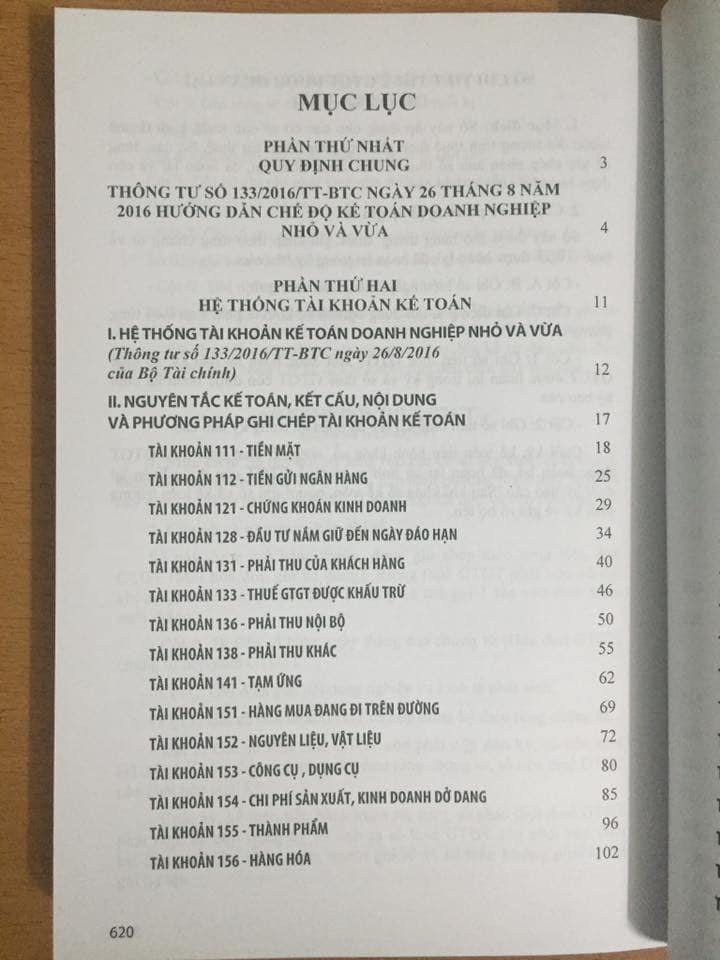 MỤC LỤC
PHẦN THỨ NHẤT
QUY ĐỊNH CHUNG 3
THÔNG TƯ SỐ 133/2016/TT-BTC NGÀY 26 THÁNG 8 NĂM
2016 HƯỚNG DẪN CHẾ ĐỘ KẾ TOÁN DOANH NGHIỆP
NHỎ VÀ VỪA 4
PHẦN THỨ HAI
HỆ THỐNG TÀI KHOẢN KẾ TOÁN 11
I. HỆ THỐNG TÀI KHOẢN KẾ TOÁN DOANH NGHIỆP NHỎ VÀ VỪA
(Thông tư số 133/2016/TT-BTC ngày 26/8/2016
của Bộ Tài chính) 12
II. NGUYÊN TẮC KẾ TOÁN, KẾT CẤU, NỘI DUNG
VÀ PHƯƠNG PHÁP GHI CHÉP TÀI KHOẢN KẾ TOÁN 17
TÀI KHOẢN 111 - TIỀN MẶT 18
TÀI KHOẢN 112 - TIỀN GỬI NGÂN HÀNG 25
TÀI KHOẢN 121 - CHỨNG KHOÁN KINH DOANH 29
TÀI KHOẢN 128 - ĐẦU TƯ NẮM GIỮ ĐẾN NGÀY ĐÁO HẠN 34
TÀI KHOẢN 131 - PHẢI THU CỦA KHÁCH HÀNG 40
TÀI KHOẢN 133 - THUẾ GTGT ĐƯỢC KHẤU TRỪ 46
TÀI KHOẢN 136 - PHẢI THU NỘI BỘ 50
TÀI KHOẢN 138 - PHẢI THU KHÁC 55
TÀI KHOẢN 141 - TẠM ỨNG 62
TÀI KHOẢN 151 - HÀNG MUA ĐANG ĐI TRÊN ĐƯỜNG 69
TÀI KHOẢN 152 - NGUYÊN LIỆU, VẬT LIỆU 72
TÀI KHOẢN 153 - CÔNG CỤ , DỤNG CỤ 80
TÀI KHOẢN 154 - CHI PHÍ SẢN XUẤT, KINH DOANH DỞ DANG 85
TÀI KHOẢN 155 - THÀNH PHẨM 96
TÀI KHOẢN 156 - HÀNG HÓA 102
620